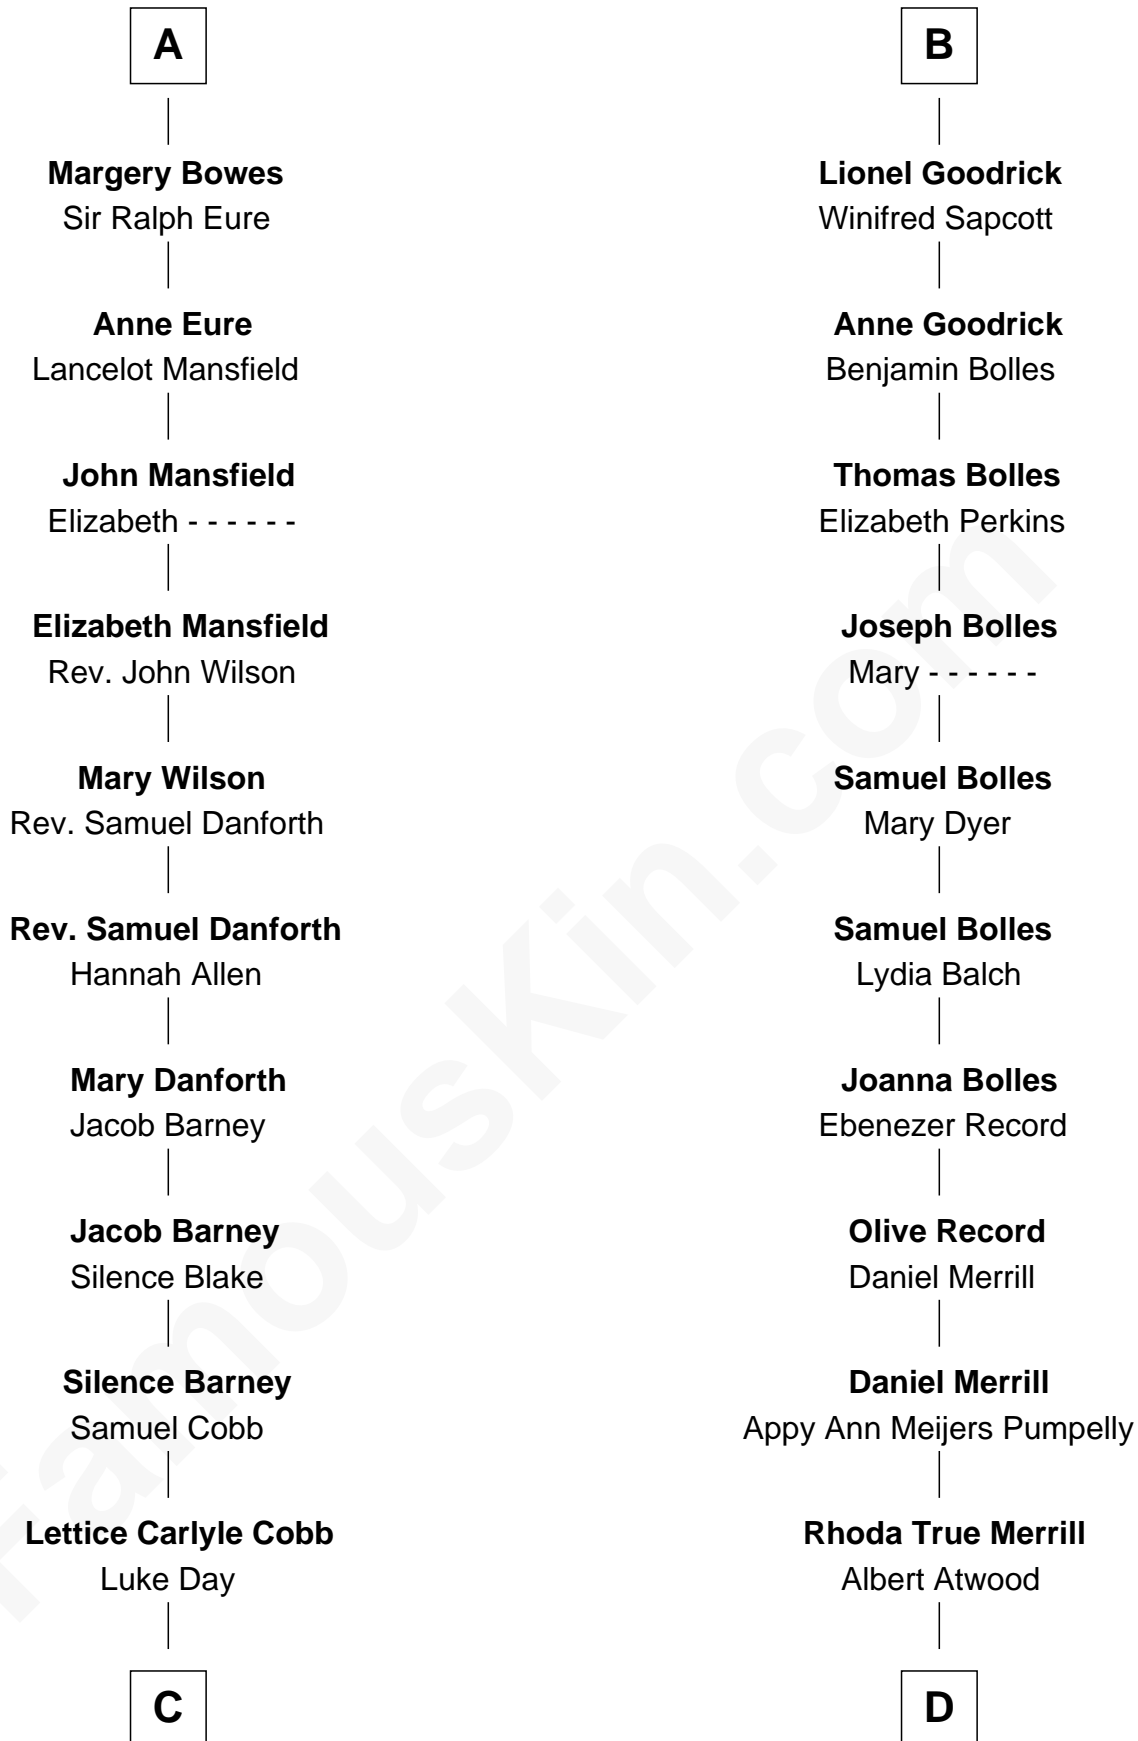 A
Margery Bowes
Sir Ralph Eure
Anne Eure
Lancelot Mansfield
John Mansfield
Elizabeth - - - - - -
Elizabeth Mansfield
Rev. John Wilson
Mary Wilson
Rev. Samuel Danforth
Rev. Samuel Danforth
Hannah Allen
Mary Danforth
Jacob Barney
Jacob Barney
Silence Blake
Silence Barney
Samuel Cobb
Lettice Carlyle Cobb
Luke Day
C
B
Lionel Goodrick
Winifred Sapcott
Anne Goodrick
Benjamin Bolles
Thomas Bolles
Elizabeth Perkins
Joseph Bolles
Mary - - - - - -
Samuel Bolles
Mary Dyer
Samuel Bolles
Lydia Balch
Joanna Bolles
Ebenezer Record
Olive Record
Daniel Merrill
Daniel Merrill
Appy Ann Meijers Pumpelly
Rhoda True Merrill
Albert Atwood
D
FamousKin.com